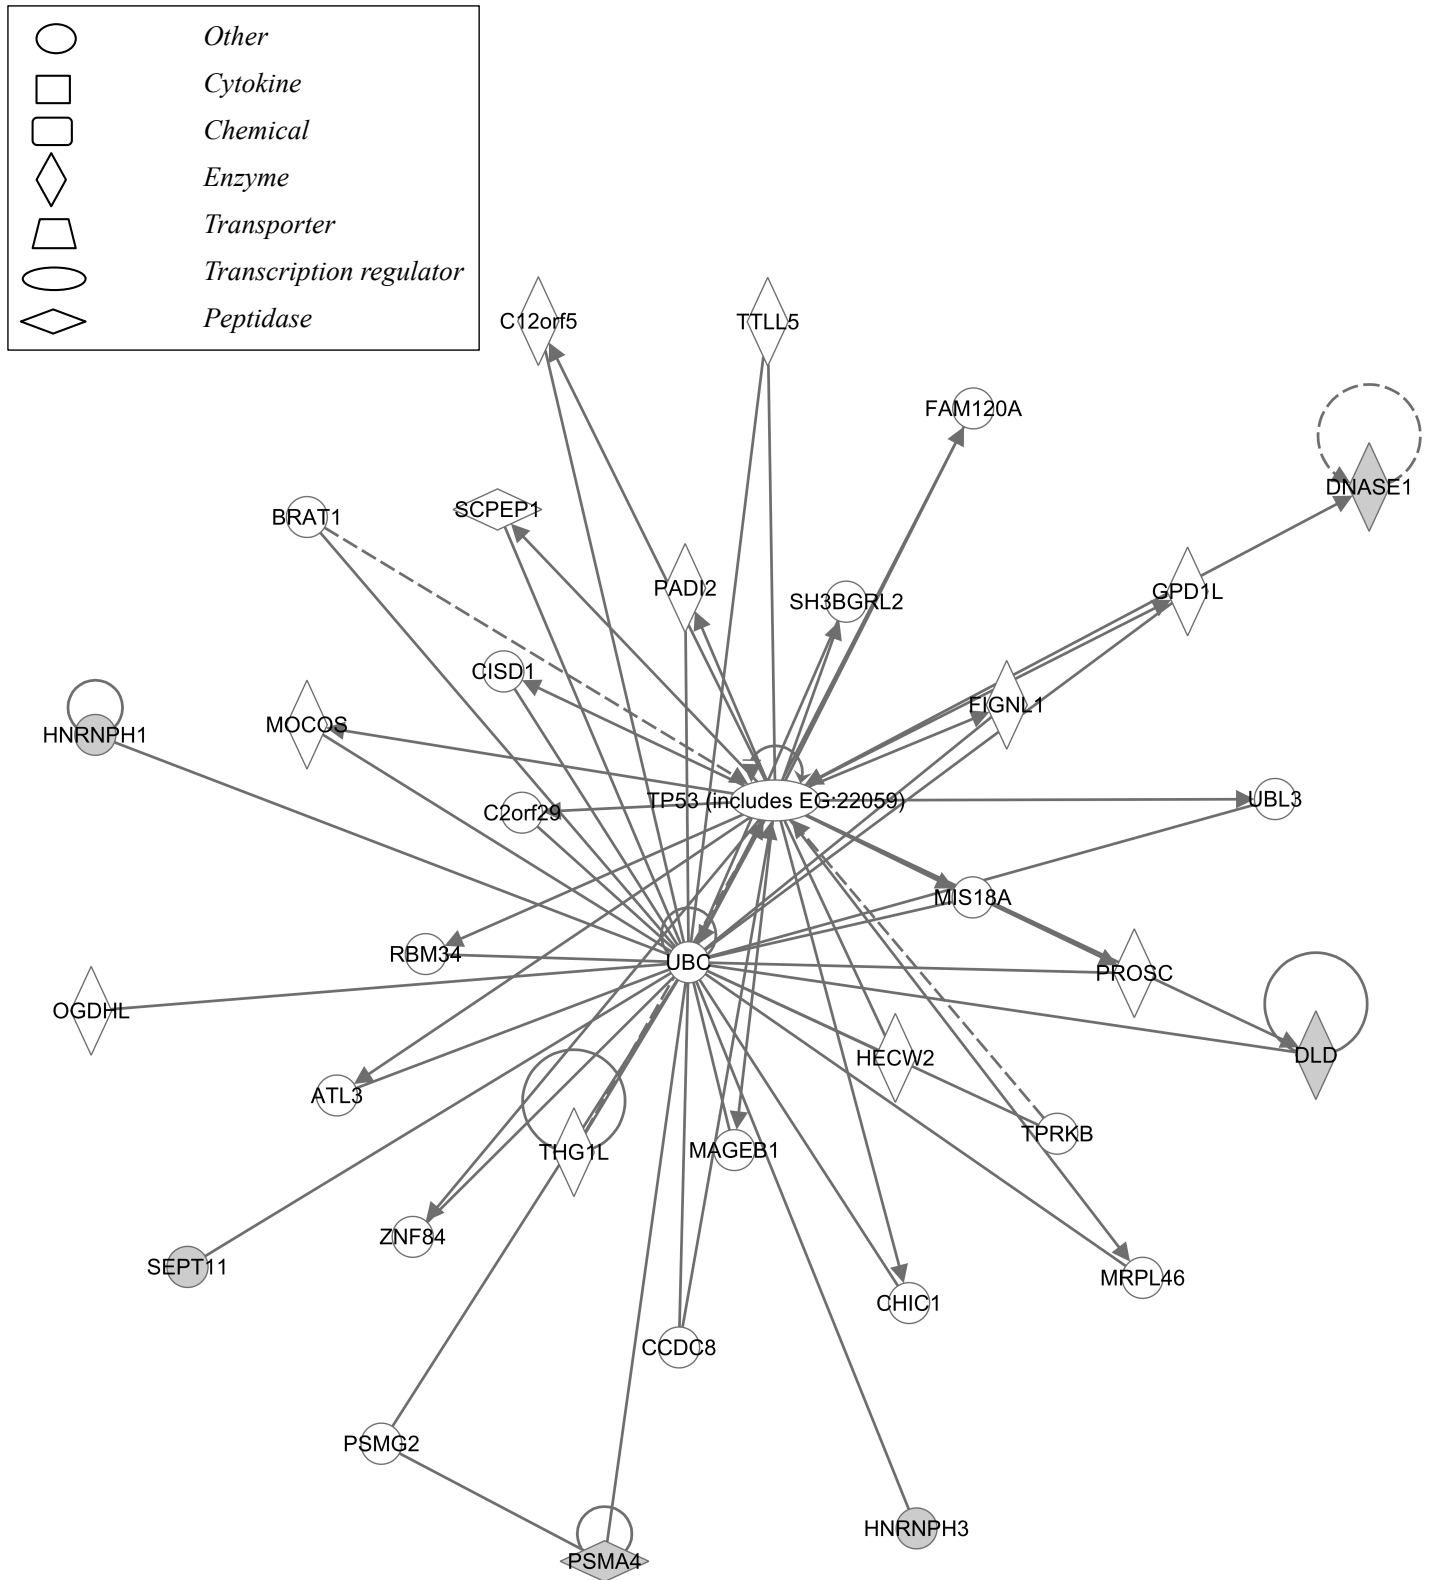 Other
Cytokine
Chemical
Enzyme
Transporter
Transcription regulator
Peptidase
C12orf5
TTLL5
FAM120A
DNASE1
SCPEP1
BRAT1
PADI2
SH3BGRL2
GPD1L
CISD1
FIGNL1
MOCOS
HNRNPH1
TP53 (includes EG:22059)
UBL3
C2orf29
MIS18A
RBM34
UBC
PROSC
OGDHL
HECW2
DLD
ATL3
TPRKB
THG1L
MAGEB1
ZNF84
SEPT11
MRPL46
CHIC1
CCDC8
PSMG2
HNRNPH3
PSMA4